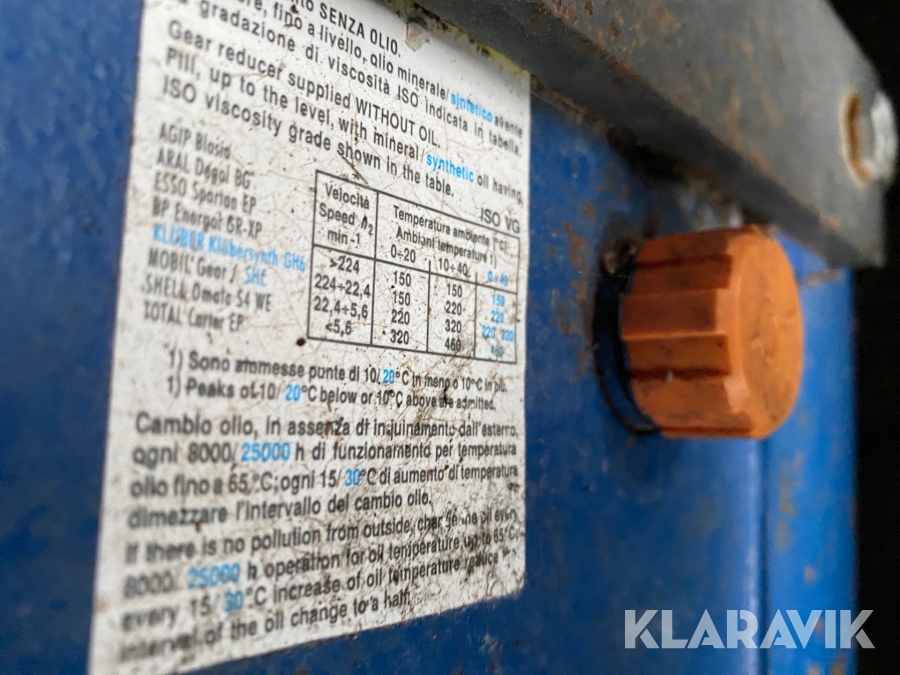 SENZA OLIO.
fino a livello, olio minerale/sintetico avente
gradazione di viscosità ISO indicata in tabella.
Gear reducer supplied WITHOUT OIL.
Fill, up to the level, with mineral/synthetic oil having
ISO viscosity grade shown in the table.
AGIP Blasia
ARAL Degol BG
ESSO Spartan EP
BP Energol GR-XP
KLÜBER Klübersynth GH6
MOBIL Gear / SHC
SHELL Omala S4 WE
TOTAL Carter EP
ISO VG
Velocità Temperatura ambiente [°C]
Speed n2 Ambient temperature 1)
min -1 0÷20 10÷40 0÷40
>224 150 150 150
224÷22,4 150 220 220
22,4÷5,6 220 320 220 320
<5,6 320 460 460
1) Sono ammesse punte di 10/20°C in meno o 10°C in più.
1) Peaks of 10/20°C below or 10°C above are admitted.
Cambio olio, in assenza di inquinamento dall'esterno,
ogni 8000/25000 h di funzionamento per temperatura
olio fino a 65°C; ogni 15/30°C di aumento di temperatura
dimezzare l'intervallo del cambio olio.
If there is no pollution from outside, change the oil every
8000/25000 h operation for oil temperature up to 65°C;
every 15/30°C increase of oil temperature reduce
interval of the oil change to a half.
KLARAVIK